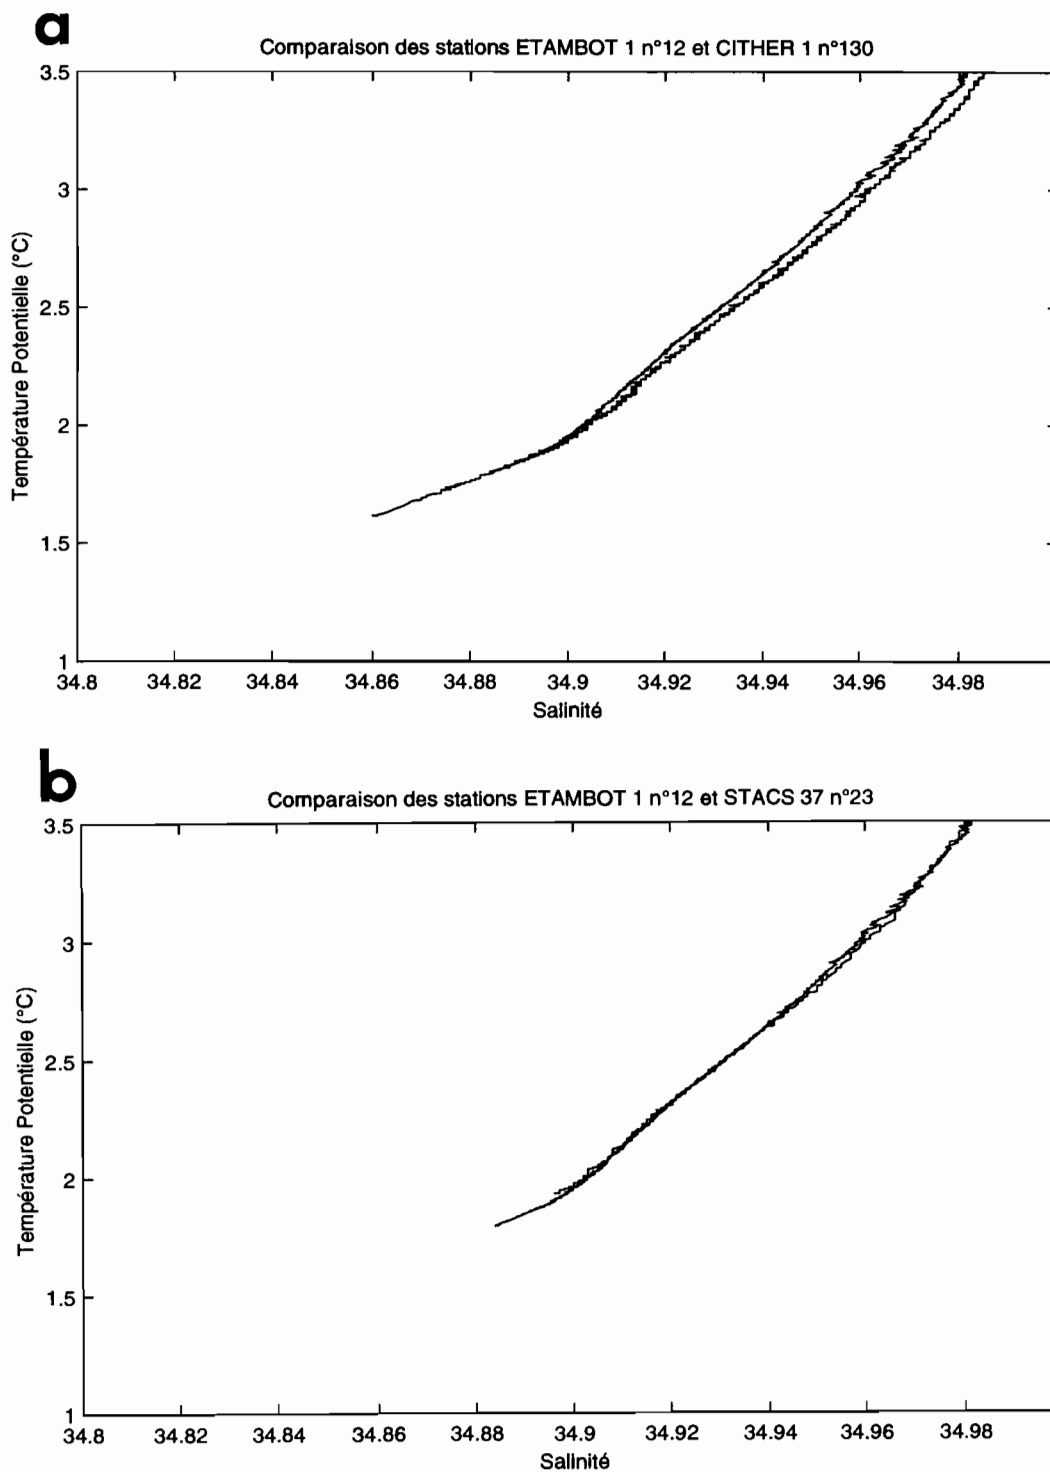 a
Comparaison des stations ETAMBOT 1 n°12 et CITHER 1 n°130
3.5
3
2.5
2
1.5
1
Température Potentielle (°C)
34.8 34.82 34.84 34.86 34.88 34.9 34.92 34.94 34.96 34.98
Salinité
b
Comparaison des stations ETAMBOT 1 n°12 et STACS 37 n°23
3.5
3
2.5
2
1.5
1
Température Potentielle (°C)
34.8 34.82 34.84 34.86 34.88 34.9 34.92 34.94 34.96 34.98
Salinité